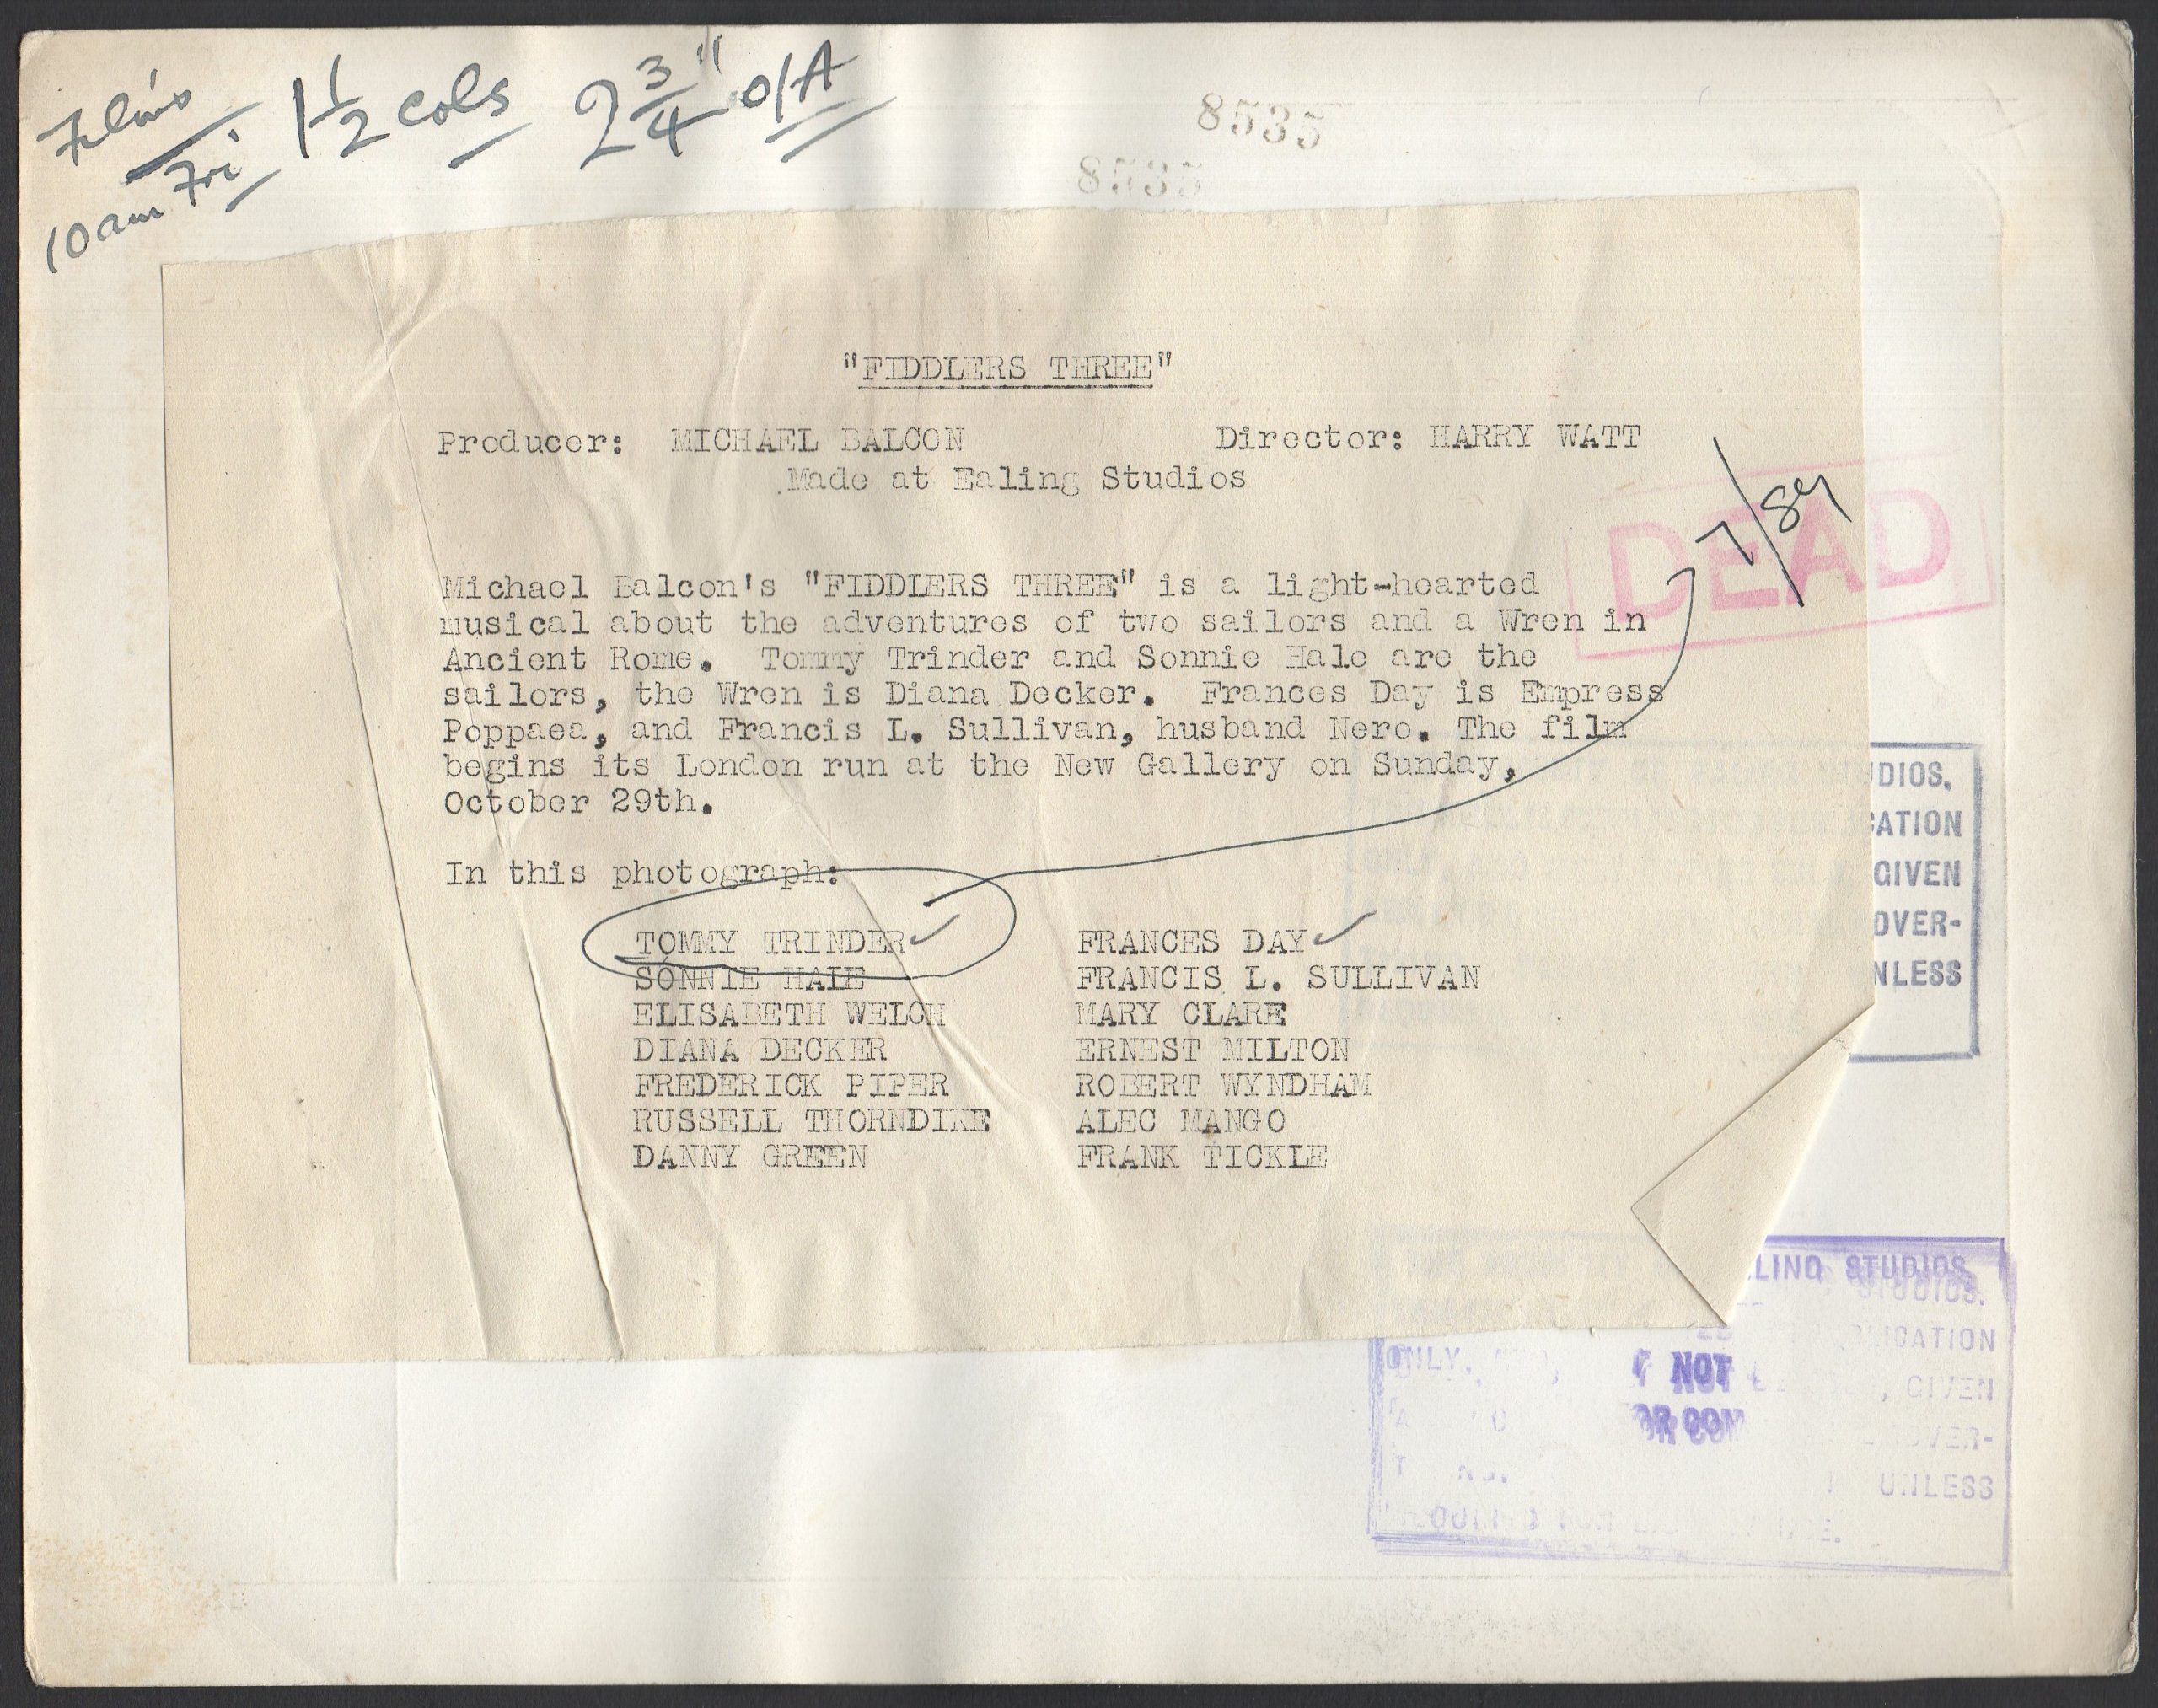 Films 1 1/2 cols 2 3/4" O/A
10am Fri
8535
8535
"FIDDLERS THREE"
Producer: MICHAEL BALCON Director: HARRY WATT
Made at Ealing Studios
7/89
DEAD
Michael Balcon's "FIDDLERS THREE" is a light-hearted
musical about the adventures of two sailors and a Wren in
Ancient Rome. Tommy Trinder and Sonnie Hale are the
sailors, the Wren is Diana Decker. Frances Day is Empress
Poppaea, and Francis L. Sullivan, husband Nero. The film
begins its London run at the New Gallery on Sunday,
October 29th.
DIOS.
CATION
GIVEN
OVER-
NLESS
In this photograph:
TOMMY TRINDER FRANCES DAY
SONNIE HALE FRANCIS L. SULLIVAN
ELISABETH WELCH MARY CLARE
DIANA DECKER ERNEST MILTON
FREDERICK PIPER ROBERT WYNDHAM
RUSSELL THORNDIKE ALEC MANGO
DANNY GREEN FRANK TICKLE
LING STUDIOS.
STUDIOS.
LICATION
ONLY, NOT GIVEN
OR COM OVER-
UNLESS